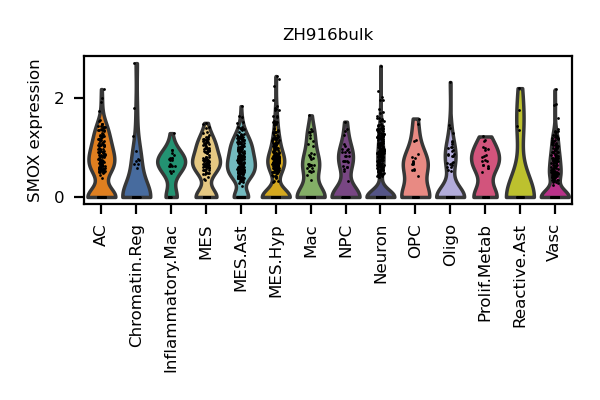 ZH916bulk
SMOX expression
2
0
AC
Chromatin.Reg
Inflammatory.Mac
MES
MES.Ast
MES.Hyp
Mac
NPC
Neuron
OPC
Oligo
Prolif.Metab
Reactive.Ast
Vasc